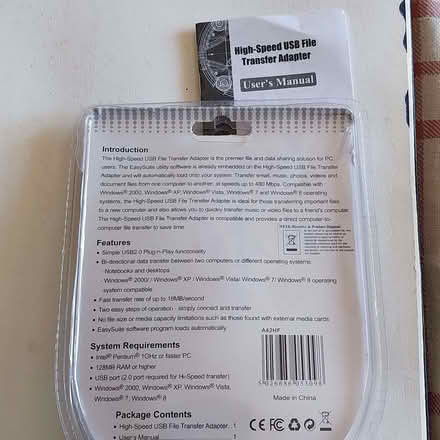 High-Speed USB File
Transfer Adapter
User's Manual
Introduction
The High-Speed USB File Transfer Adapter is the premier file and data sharing solution for PC
users. The EasySuite utility software is already embedded on the High-Speed USB File Transfer
Adapter and will automatically load onto your system. Transfer email, music, photos, videos and
document files from one computer to another, at speeds up to 480 Mbps. Compatible with
Windows® 2000, Windows® XP, Windows® Vista, Windows® 7 and Windows® 8 operating
systems, the High-Speed USB File Transfer Adapter is ideal for those transferring important files
to a new computer and also allows you to quickly transfer music or video files to a friend's computer.
The High-Speed USB File Transfer Adapter is compatible and provides a direct computer-to-
computer file transfer to save time
Features
• Simple USB2.0 Plug-n-Play functionality
• Bi-directional data transfer between two computers or different operating systems
-Notebooks and desktops
- Windows® 2000/ / Windows® XP / Windows® Vista/ Windows® 7/ Windows® 8 operating
system compatible
• Fast transfer rate of up to 16MB/second
• Two easy steps of operation - simply connect and transfer
• No file size or media capacity limitations such as those found with external media cards
• EasySuite software program loads automatically
System Requirements
• Intel® Pentium® 1GHz or faster PC
• 128MB RAM or higher
• USB port (2.0 port required for Hi-Speed transfer)
• Windows® 2000, Windows® XP, Windows® Vista,
Windows® 7, Windows® 8
A42HF
Made in China
Package Contents
• High-Speed USB File Transfer Adapter...1
• User's Manual
1
CE FC